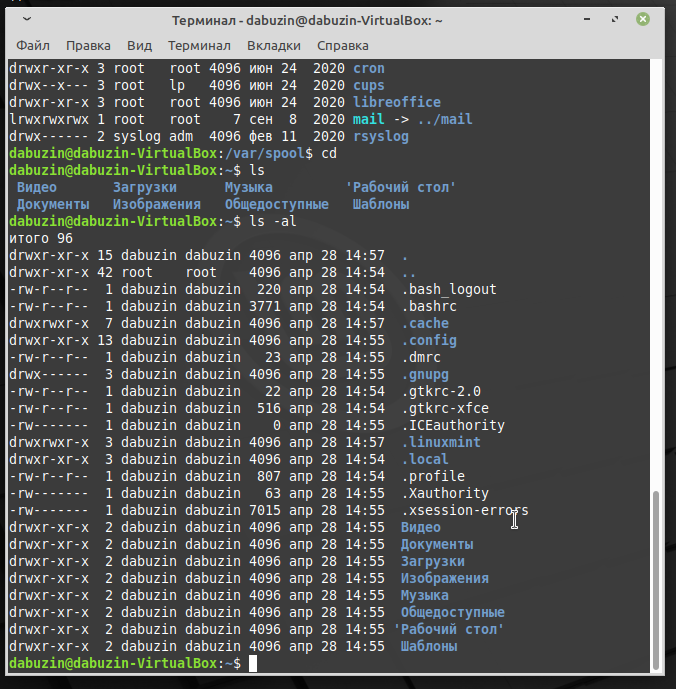 Терминал - dabuzin@dabuzin-VirtualBox: ~
Файл Правка Вид Терминал Вкладки Справка
drwxr-xr-x 3 root   root 4096 июн 24  2020 cron
drwx--x--- 3 root   lp   4096 июн 24  2020 cups
drwxr-xr-x 3 root   root 4096 июн 24  2020 libreoffice
lrwxrwxrwx 1 root   root    7 сен  8  2020 mail -> ../mail
drwx------ 2 syslog adm  4096 фев 11  2020 rsyslog
dabuzin@dabuzin-VirtualBox:/var/spool$ cd
dabuzin@dabuzin-VirtualBox:~$ ls
 Видео       Загрузки      Музыка         'Рабочий стол'
 Документы   Изображения   Общедоступные   Шаблоны
dabuzin@dabuzin-VirtualBox:~$ ls -al
итого 96
drwxr-xr-x 15 dabuzin dabuzin 4096 апр 28 14:57  .
drwxr-xr-x 42 root    root    4096 апр 28 14:54  ..
-rw-r--r--  1 dabuzin dabuzin  220 апр 28 14:54  .bash_logout
-rw-r--r--  1 dabuzin dabuzin 3771 апр 28 14:54  .bashrc
drwxrwxr-x  7 dabuzin dabuzin 4096 апр 28 14:57  .cache
drwxr-xr-x 13 dabuzin dabuzin 4096 апр 28 14:55  .config
-rw-r--r--  1 dabuzin dabuzin   23 апр 28 14:55  .dmrc
drwx------  3 dabuzin dabuzin 4096 апр 28 14:55  .gnupg
-rw-r--r--  1 dabuzin dabuzin   22 апр 28 14:54  .gtkrc-2.0
-rw-r--r--  1 dabuzin dabuzin  516 апр 28 14:54  .gtkrc-xfce
-rw-------  1 dabuzin dabuzin    0 апр 28 14:55  .ICEauthority
drwxrwxr-x  3 dabuzin dabuzin 4096 апр 28 14:57  .linuxmint
drwxr-xr-x  3 dabuzin dabuzin 4096 апр 28 14:54  .local
-rw-r--r--  1 dabuzin dabuzin  807 апр 28 14:54  .profile
-rw-------  1 dabuzin dabuzin   63 апр 28 14:55  .Xauthority
-rw-------  1 dabuzin dabuzin 7015 апр 28 14:55  .xsession-errors
drwxr-xr-x  2 dabuzin dabuzin 4096 апр 28 14:55  Видео
drwxr-xr-x  2 dabuzin dabuzin 4096 апр 28 14:55  Документы
drwxr-xr-x  2 dabuzin dabuzin 4096 апр 28 14:55  Загрузки
drwxr-xr-x  2 dabuzin dabuzin 4096 апр 28 14:55  Изображения
drwxr-xr-x  2 dabuzin dabuzin 4096 апр 28 14:55  Музыка
drwxr-xr-x  2 dabuzin dabuzin 4096 апр 28 14:55  Общедоступные
drwxr-xr-x  2 dabuzin dabuzin 4096 апр 28 14:55 'Рабочий стол'
drwxr-xr-x  2 dabuzin dabuzin 4096 апр 28 14:55  Шаблоны
dabuzin@dabuzin-VirtualBox:~$